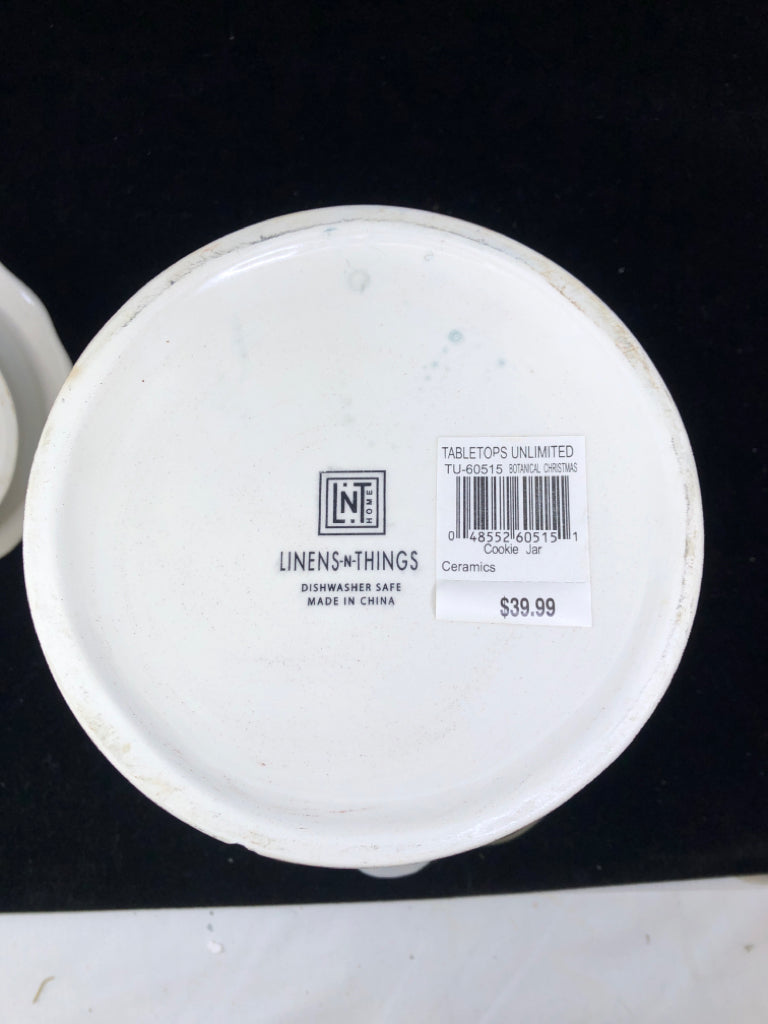 LNT HOME
LINENS-N-THINGS
DISHWASHER SAFE
MADE IN CHINA
TABLETOPS UNLIMITED
TU-60515 BOTANICAL CHRISTMAS
0 48552 60515 1
Cookie Jar
Ceramics
$39.99